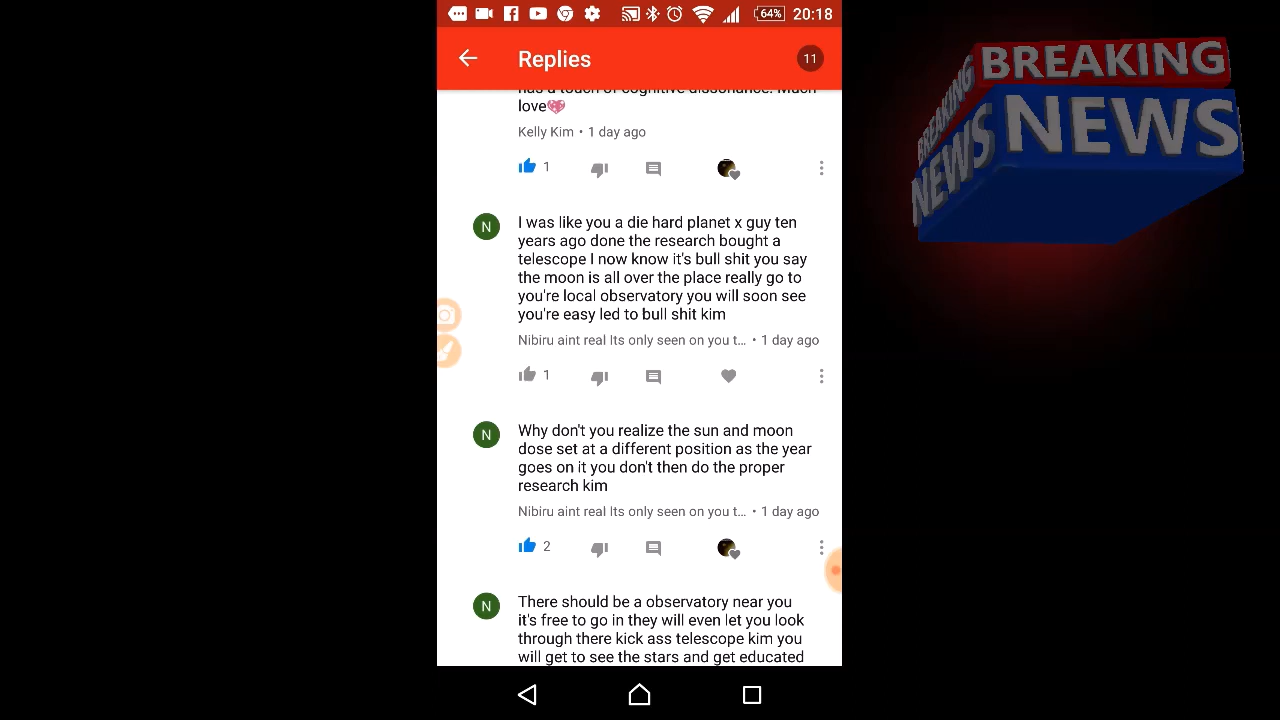 64% 20:18
Replies
11
has a touch of cognitive dissonance. Much
love💖
Kelly Kim • 1 day ago
1
N
I was like you a die hard planet x guy ten
years ago done the research bought a
telescope I now know it's bull shit you say
the moon is all over the place really go to
you're local observatory you will soon see
you're easy led to bull shit kim
Nibiru aint real Its only seen on you t... • 1 day ago
1
N
Why don't you realize the sun and moon
dose set at a different position as the year
goes on it you don't then do the proper
research kim
Nibiru aint real Its only seen on you t... • 1 day ago
2
N
There should be a observatory near you
it's free to go in they will even let you look
through there kick ass telescope kim you
will get to see the stars and get educated
BREAKING
NEWS
BREAKING
NEWS